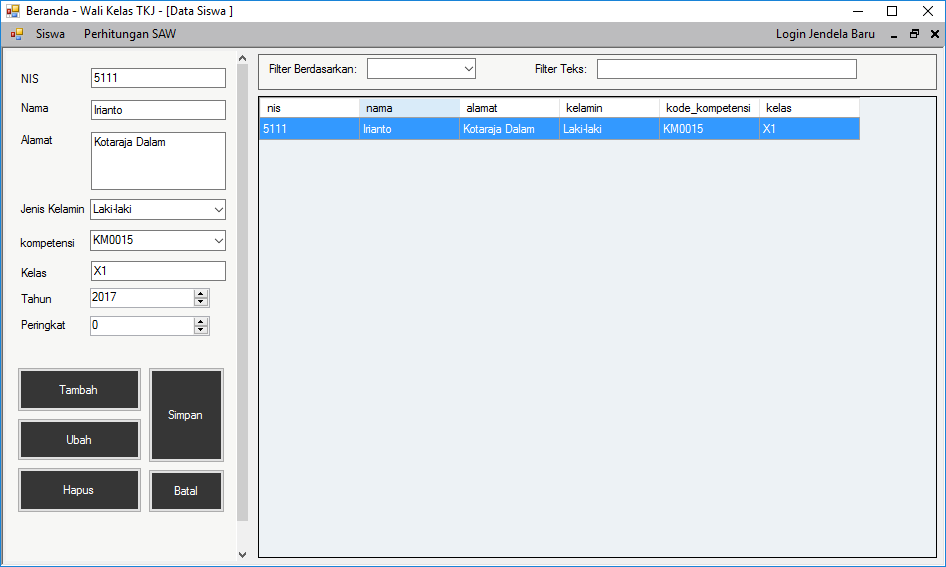 Beranda - Wali Kelas TKJ - [Data Siswa ]
Siswa Perhitungan SAW Login Jendela Baru
NIS 5111
Nama Irianto
Alamat Kotaraja Dalam
Jenis Kelamin Laki-laki
kompetensi KM0015
Kelas X1
Tahun 2017
Peringkat 0
Tambah
Simpan
Ubah
Hapus
Batal
Filter Berdasarkan: Filter Teks:
nis nama alamat kelamin kode_kompetensi kelas
5111 Irianto Kotaraja Dalam Laki-laki KM0015 X1